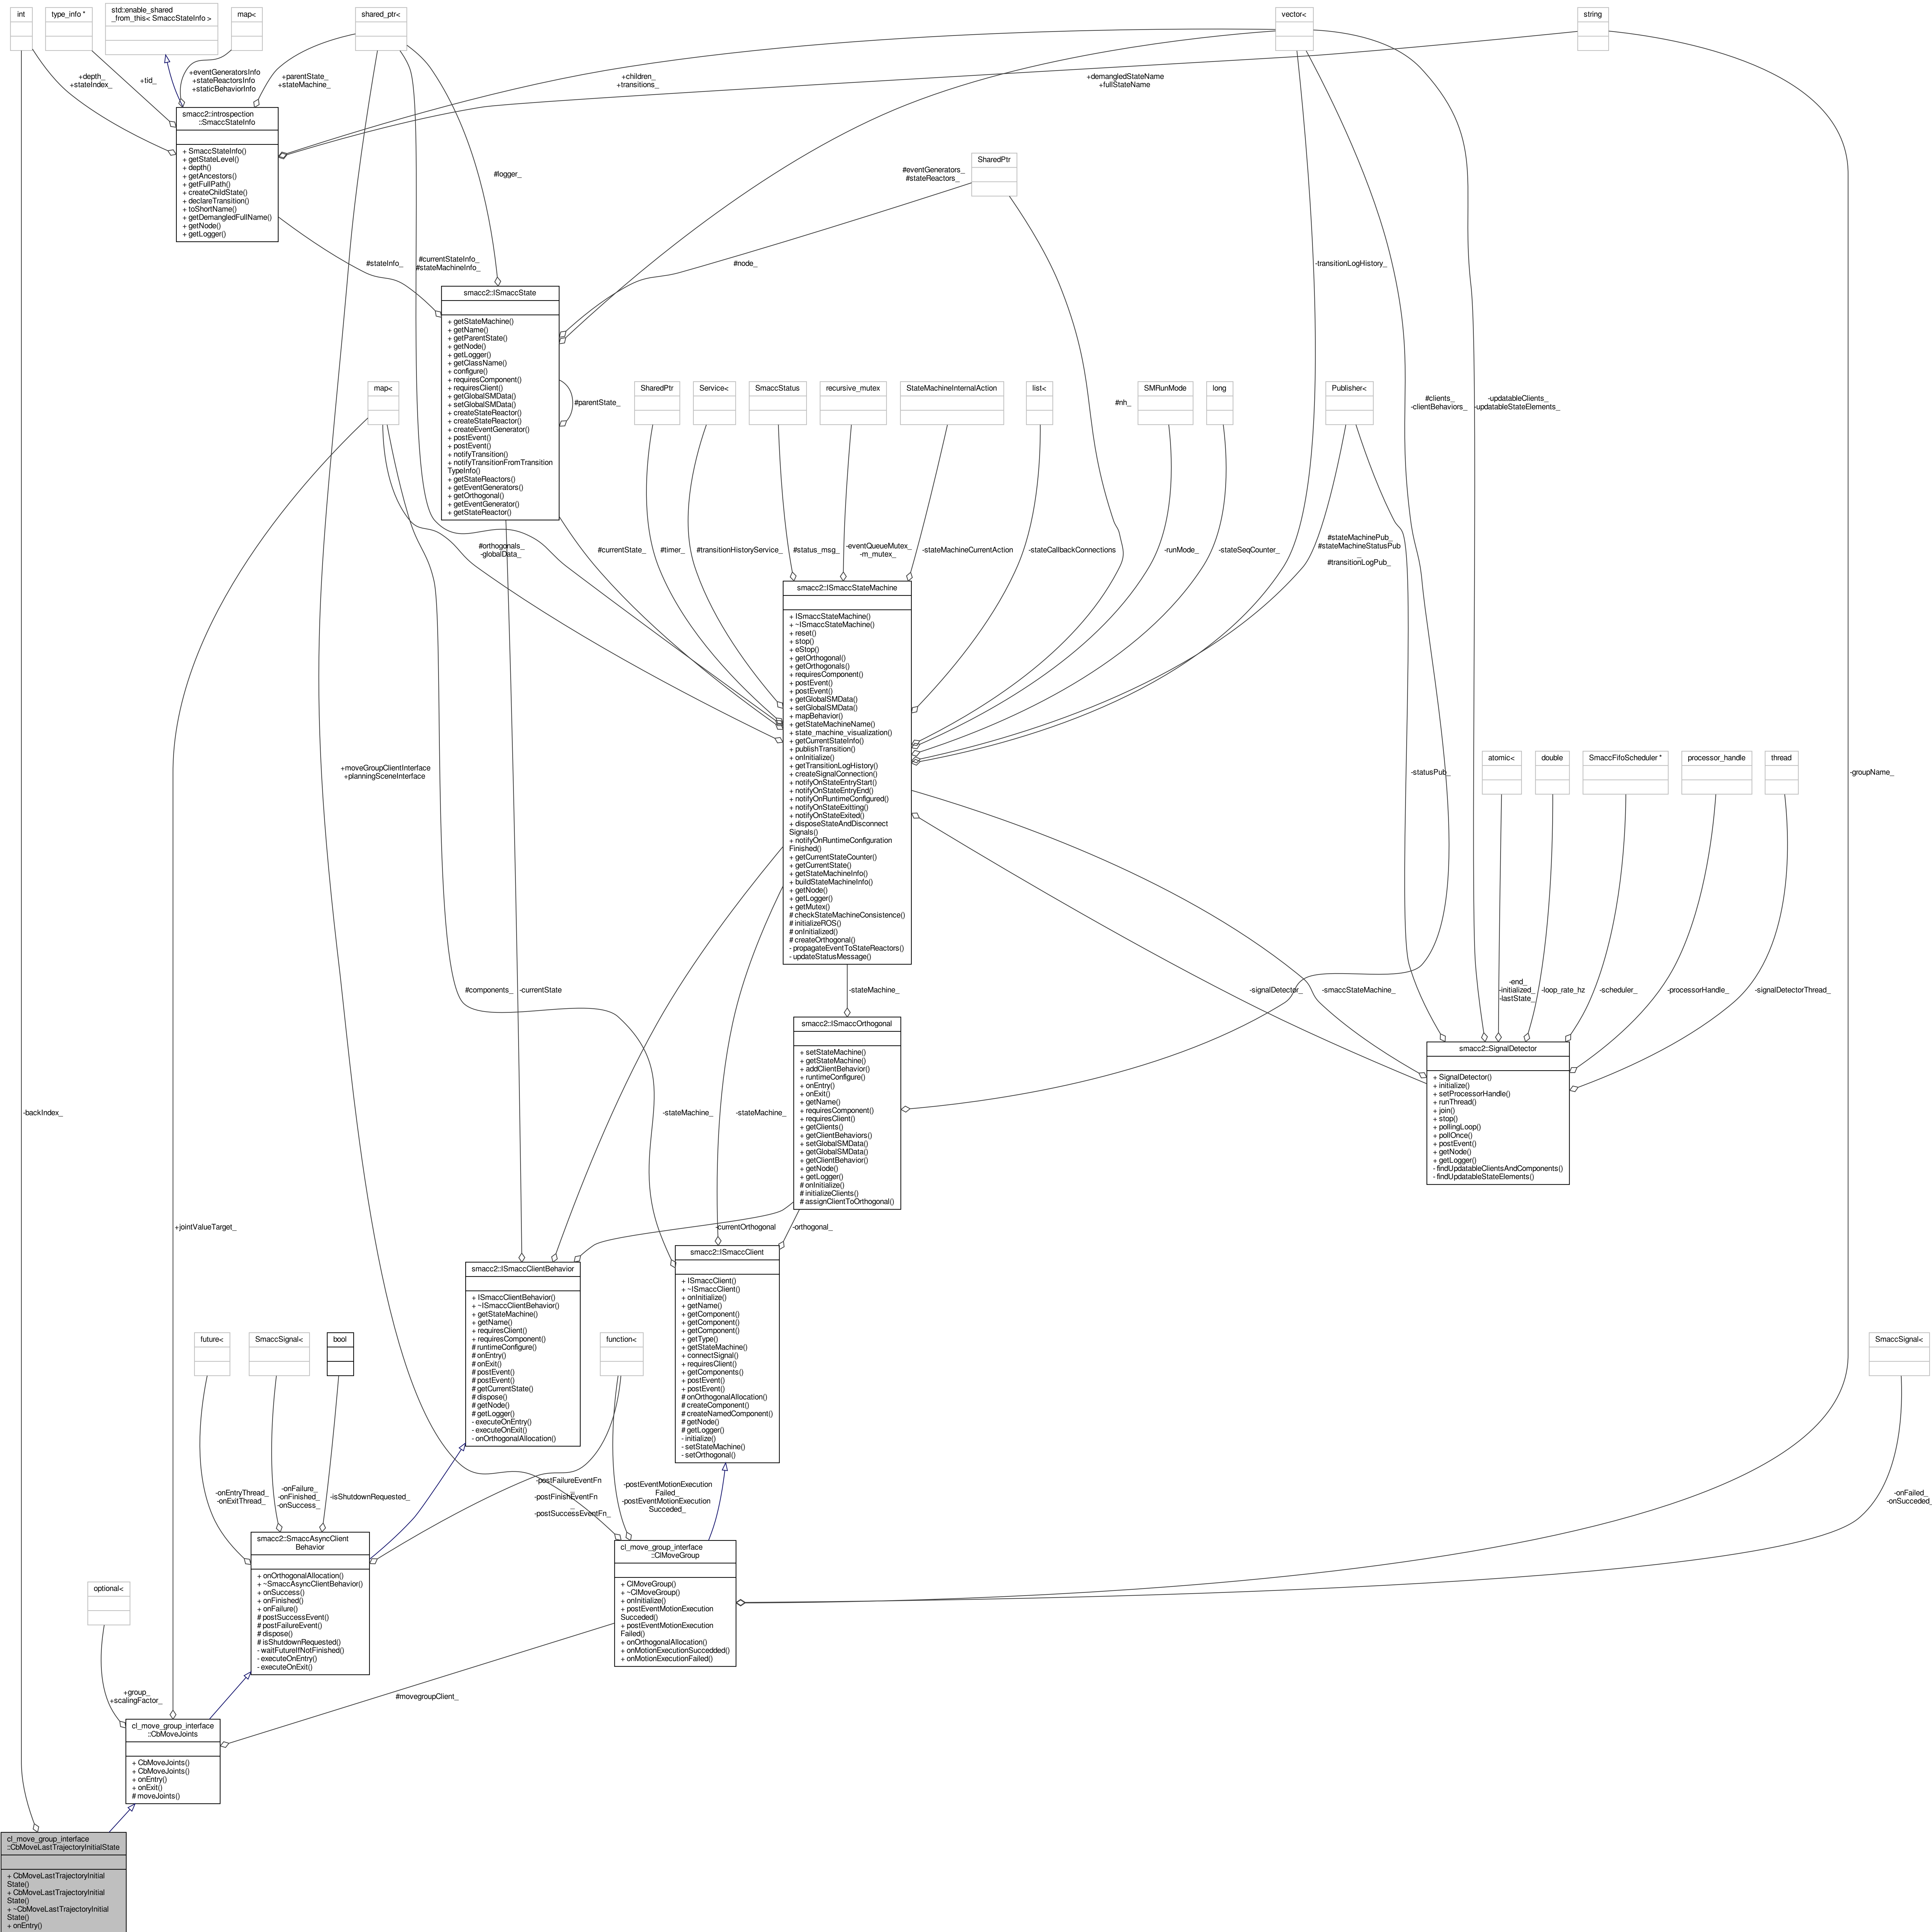 int
type_info *
std::enable_shared
_from_this< SmaccStateInfo >
map<
shared_ptr<
vector<
string
+depth_
+stateIndex_
+tid_
+eventGeneratorsInfo
+stateReactorsInfo
+staticBehaviorInfo
+parentState_
+stateMachine_
+children_
+transitions_
+demangledStateName
+fullStateName
smacc2::introspection
::SmaccStateInfo
+ SmaccStateInfo()
+ getStateLevel()
+ depth()
+ getAncestors()
+ getFullPath()
+ createChildState()
+ declareTransition()
+ toShortName()
+ getDemangledFullName()
+ getNode()
+ getLogger()
#logger_
#eventGenerators_
#stateReactors_
SharedPtr
#stateInfo_
#currentStateInfo_
#stateMachineInfo_
#node_
-transitionLogHistory_
smacc2::ISmaccState
+ getStateMachine()
+ getName()
+ getParentState()
+ getNode()
+ getLogger()
+ getClassName()
+ configure()
+ requiresComponent()
+ requiresClient()
+ getGlobalSMData()
+ setGlobalSMData()
+ createStateReactor()
+ createStateReactor()
+ createEventGenerator()
+ postEvent()
+ postEvent()
+ notifyTransition()
+ notifyTransitionFromTransition
TypeInfo()
+ getStateReactors()
+ getEventGenerators()
+ getOrthogonal()
+ getEventGenerator()
+ getStateReactor()
#parentState_
map<
SharedPtr
Service<
SmaccStatus
recursive_mutex
StateMachineInternalAction
list<
#nh_
SMRunMode
long
Publisher<
#clients_
-clientBehaviors_
-updatableClients_
-updatableStateElements_
#orthogonals_
-globalData_
#currentState_
#timer_
#transitionHistoryService_
#status_msg_
-eventQueueMutex_
-m_mutex_
-stateMachineCurrentAction
-stateCallbackConnections
-runMode_
-stateSeqCounter_
#stateMachinePub_
#stateMachineStatusPub
_
#transitionLogPub_
smacc2::ISmaccStateMachine
+ ISmaccStateMachine()
+ ~ISmaccStateMachine()
+ reset()
+ stop()
+ eStop()
+ getOrthogonal()
+ getOrthogonals()
+ requiresComponent()
+ postEvent()
+ postEvent()
+ getGlobalSMData()
+ setGlobalSMData()
+ mapBehavior()
+ getStateMachineName()
+ state_machine_visualization()
+ getCurrentStateInfo()
+ publishTransition()
+ onInitialize()
+ getTransitionLogHistory()
+ createSignalConnection()
+ notifyOnStateEntryStart()
+ notifyOnStateEntryEnd()
+ notifyOnRuntimeConfigured()
+ notifyOnStateExitting()
+ notifyOnStateExited()
+ disposeStateAndDisconnect
Signals()
+ notifyOnRuntimeConfiguration
Finished()
+ getCurrentStateCounter()
+ getCurrentState()
+ getStateMachineInfo()
+ buildStateMachineInfo()
+ getNode()
+ getLogger()
+ getMutex()
# checkStateMachineConsistence()
# initializeROS()
# onInitialized()
# createOrthogonal()
- propagateEventToStateReactors()
- updateStatusMessage()
+moveGroupClientInterface
+planningSceneInterface
-statusPub_
atomic<
double
SmaccFifoScheduler *
processor_handle
thread
-groupName_
#components_
-currentState
-stateMachine_
-signalDetector_
-smaccStateMachine_
-end_
-initialized_
-lastState_
-loop_rate_hz
-scheduler_
-processorHandle_
-signalDetectorThread_
smacc2::ISmaccOrthogonal
+ setStateMachine()
+ getStateMachine()
+ addClientBehavior()
+ runtimeConfigure()
+ onEntry()
+ onExit()
+ getName()
+ requiresComponent()
+ requiresClient()
+ getClients()
+ getClientBehaviors()
+ setGlobalSMData()
+ getGlobalSMData()
+ getClientBehavior()
+ getNode()
+ getLogger()
# onInitialize()
# initializeClients()
# assignClientToOrthogonal()
smacc2::SignalDetector
+ SignalDetector()
+ initialize()
+ setProcessorHandle()
+ runThread()
+ join()
+ stop()
+ pollingLoop()
+ pollOnce()
+ postEvent()
+ getNode()
+ getLogger()
- findUpdatableClientsAndComponents()
- findUpdatableStateElements()
-backIndex_
-stateMachine_
-stateMachine_
+jointValueTarget_
-currentOrthogonal
-orthogonal_
smacc2::ISmaccClientBehavior
+ ISmaccClientBehavior()
+ ~ISmaccClientBehavior()
+ getStateMachine()
+ getName()
+ requiresClient()
+ requiresComponent()
# runtimeConfigure()
# onEntry()
# onExit()
# postEvent()
# postEvent()
# getCurrentState()
# dispose()
# getNode()
# getLogger()
- executeOnEntry()
- executeOnExit()
- onOrthogonalAllocation()
smacc2::ISmaccClient
+ ISmaccClient()
+ ~ISmaccClient()
+ onInitialize()
+ getName()
+ getComponent()
+ getComponent()
+ getComponent()
+ getType()
+ getStateMachine()
+ connectSignal()
+ requiresClient()
+ getComponents()
+ postEvent()
+ postEvent()
# onOrthogonalAllocation()
# createComponent()
# createNamedComponent()
# getNode()
# getLogger()
- initialize()
- setStateMachine()
- setOrthogonal()
future<
SmaccSignal<
bool
function<
SmaccSignal<
-onEntryThread_
-onExitThread_
-onFailure_
-onFinished_
-onSuccess_
-isShutdownRequested_
-postFailureEventFn
_
-postFinishEventFn
_
-postSuccessEventFn_
-postEventMotionExecution
Failed_
-postEventMotionExecution
Succeded_
-onFailed_
-onSucceded_
smacc2::SmaccAsyncClient
Behavior
+ onOrthogonalAllocation()
+ ~SmaccAsyncClientBehavior()
+ onSuccess()
+ onFinished()
+ onFailure()
# postSuccessEvent()
# postFailureEvent()
# dispose()
# isShutdownRequested()
- waitFutureIfNotFinished()
- executeOnEntry()
- executeOnExit()
cl_move_group_interface
::ClMoveGroup
+ ClMoveGroup()
+ ~ClMoveGroup()
+ onInitialize()
+ postEventMotionExecution
Succeded()
+ postEventMotionExecution
Failed()
+ onOrthogonalAllocation()
+ onMotionExecutionSuccedded()
+ onMotionExecutionFailed()
optional<
+group_
+scalingFactor_
#movegroupClient_
cl_move_group_interface
::CbMoveJoints
+ CbMoveJoints()
+ CbMoveJoints()
+ onEntry()
+ onExit()
# moveJoints()
cl_move_group_interface
::CbMoveLastTrajectoryInitialState
+ CbMoveLastTrajectoryInitial
State()
+ CbMoveLastTrajectoryInitial
State()
+ ~CbMoveLastTrajectoryInitial
State()
+ onEntry()